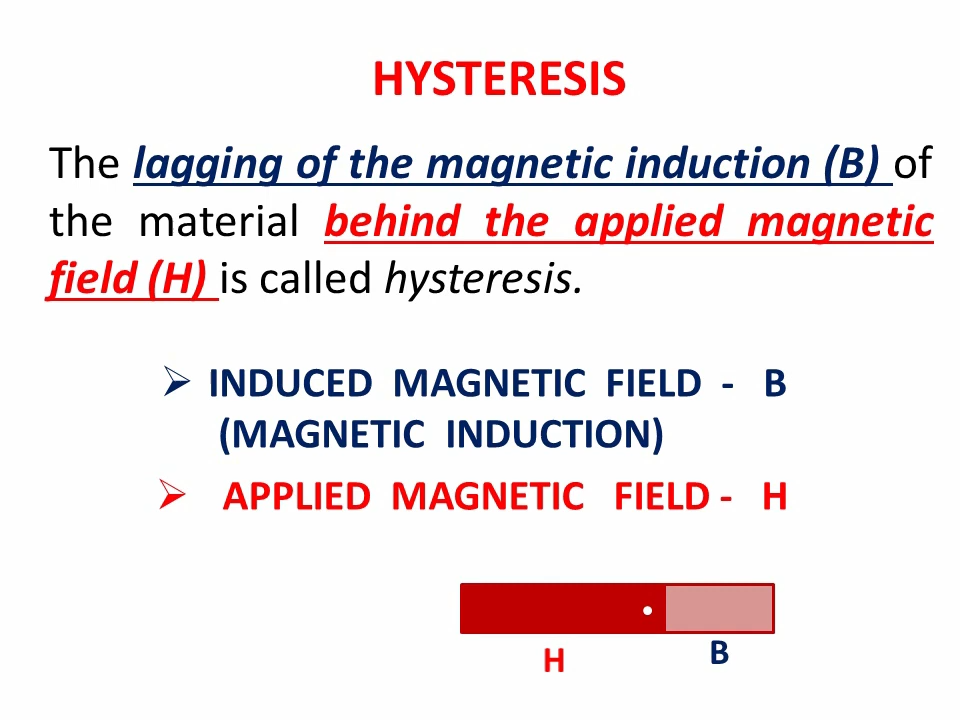 HYSTERESIS
The lagging of the magnetic induction (B) of
the material behind the applied magnetic
field (H) is called hysteresis.
➢ INDUCED MAGNETIC FIELD - B
(MAGNETIC INDUCTION)
➢ APPLIED MAGNETIC FIELD - H
H
B